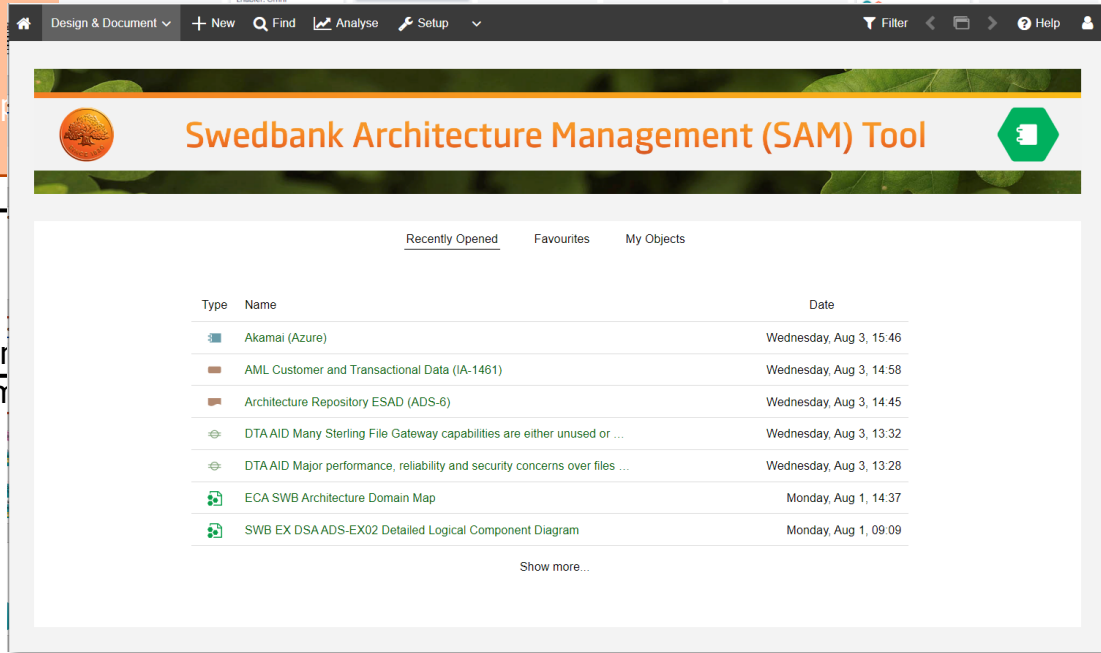 Design & Document
New
Find
Analyse
Setup
Filter
Help
Swedbank Architecture Management (SAM) Tool
Recently Opened Favourites My Objects
Type Name Date
Akamai (Azure) Wednesday, Aug 3, 15:46
AML Customer and Transactional Data (IA-1461) Wednesday, Aug 3, 14:58
Architecture Repository ESAD (ADS-6) Wednesday, Aug 3, 14:45
DTA AID Many Sterling File Gateway capabilities are either unused or ... Wednesday, Aug 3, 13:32
DTA AID Major performance, reliability and security concerns over files ... Wednesday, Aug 3, 13:28
ECA SWB Architecture Domain Map Monday, Aug 1, 14:37
SWB EX DSA ADS-EX02 Detailed Logical Component Diagram Monday, Aug 1, 09:09
Show more...